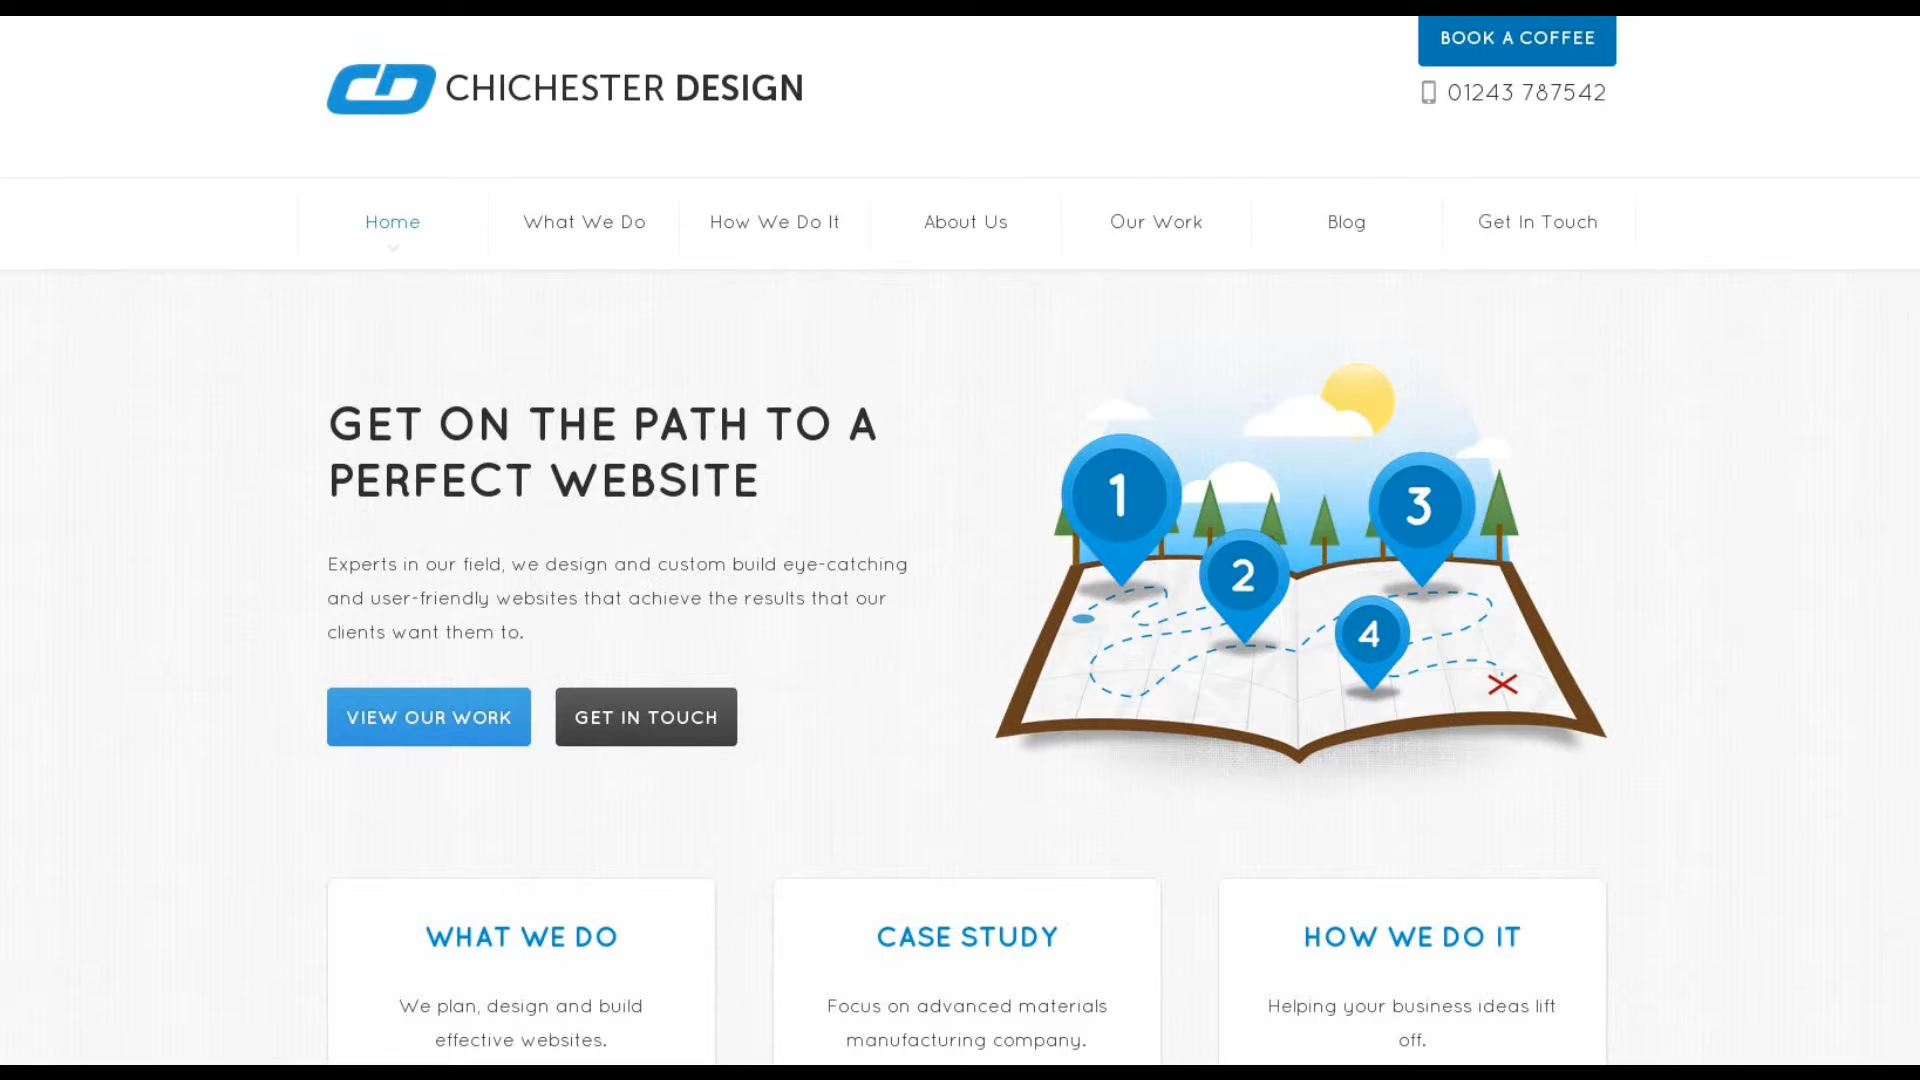 BOOK A COFFEE
CHICHESTER DESIGN
01243 787542
Home
What We Do
How We Do It
About Us
Our Work
Blog
Get In Touch
GET ON THE PATH TO A
PERFECT WEBSITE
Experts in our field, we design and custom build eye-catching
and user-friendly websites that achieve the results that our
clients want them to.
VIEW OUR WORK
GET IN TOUCH
1
2
3
4
WHAT WE DO
We plan, design and build
effective websites.
CASE STUDY
Focus on advanced materials
manufacturing company.
HOW WE DO IT
Helping your business ideas lift
off.